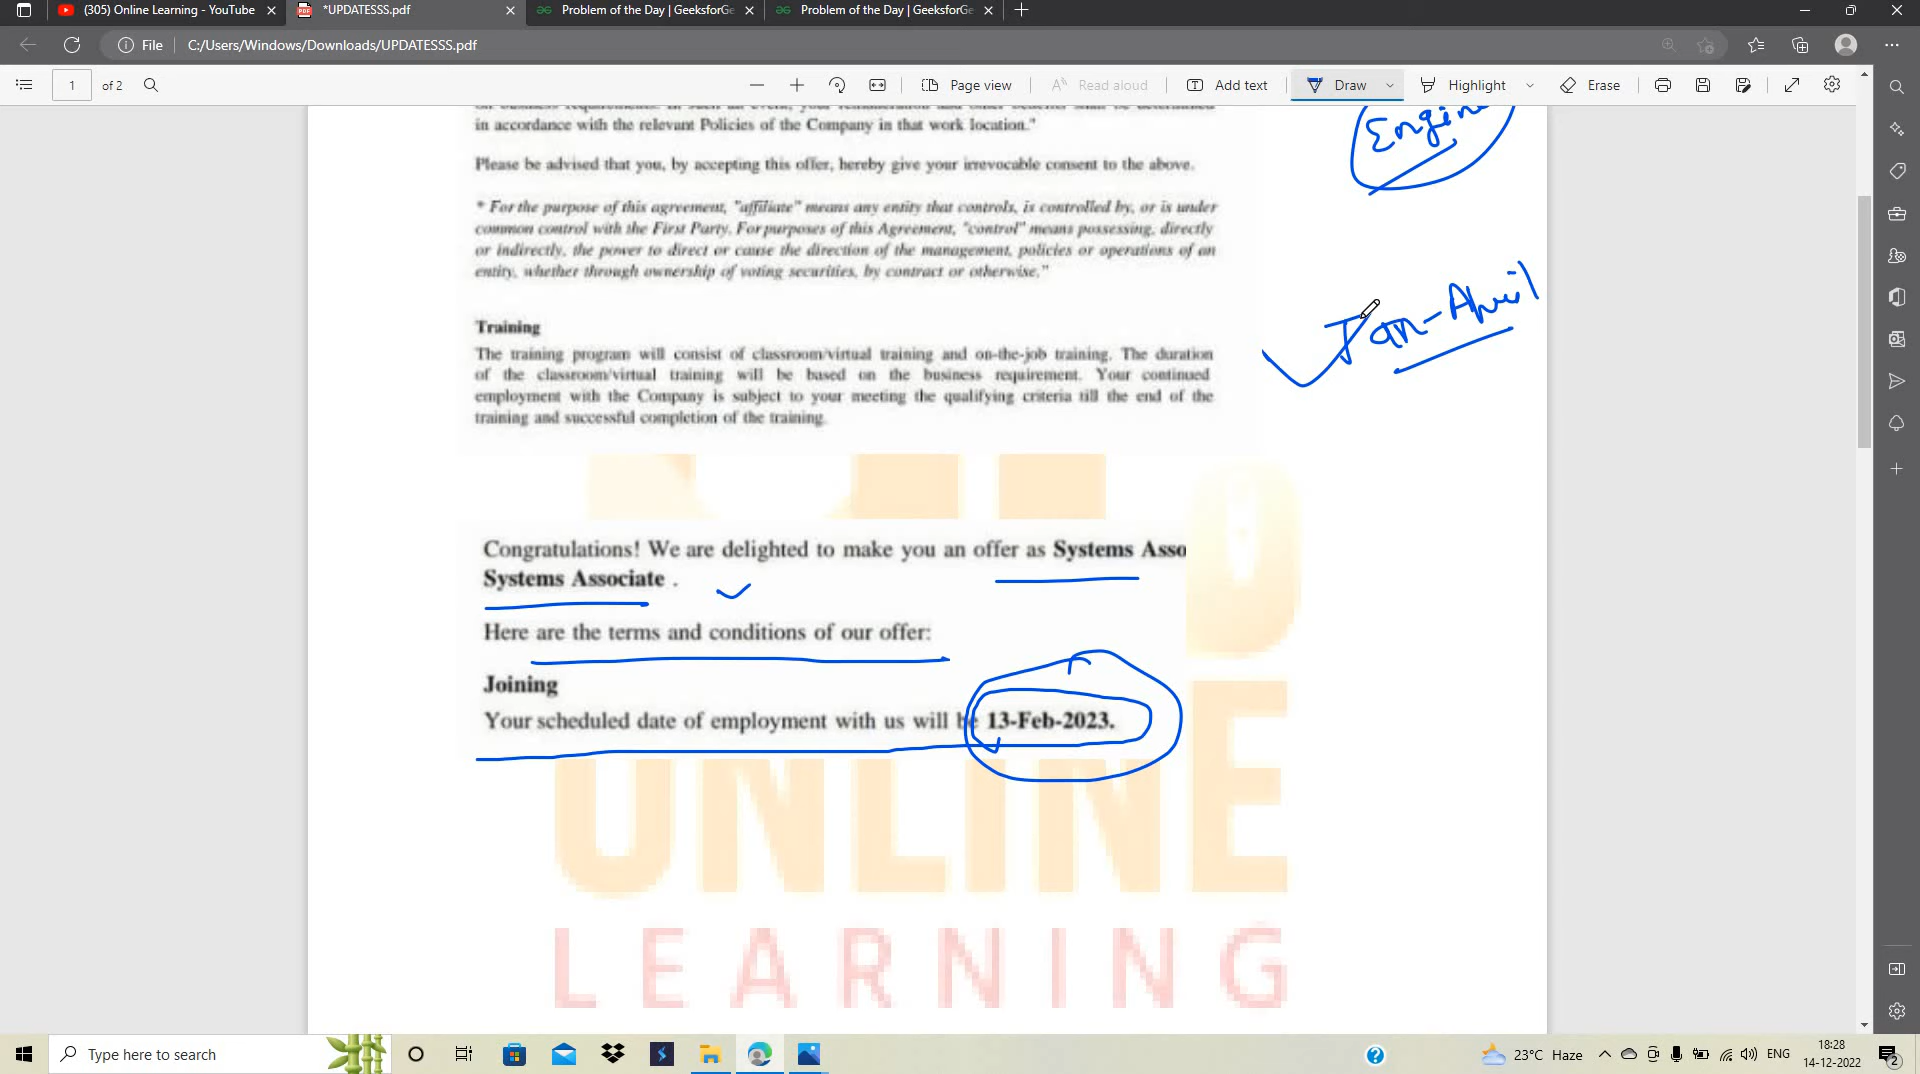 (305) Online Learning - YouTube
*UPDATESSS.pdf
Problem of the Day | GeeksforGe
Problem of the Day | GeeksforGe
File
C:/Users/Windows/Downloads/UPDATESSS.pdf
1 of 2
Page view
Read aloud
Add text
Draw
Highlight
Erase
in accordance with the relevant Policies of the Company in that work location."
Engin
Please be advised that you, by accepting this offer, hereby give your irrevocable consent to the above.
* For the purpose of this agreement, "affiliate" means any entity that controls, is controlled by, or is under
common control with the First Party. For purposes of this Agreement, "control" means possessing, directly
or indirectly, the power to direct or cause the direction of the management, policies or operations of an
entity, whether through ownership of voting securities, by contract or otherwise."
Jan-April
Training
The training program will consist of classroom/virtual training and on-the-job training. The duration
of the classroom/virtual training will be based on the business requirement. Your continued
employment with the Company is subject to your meeting the qualifying criteria till the end of the
training and successful completion of the training.
Congratulations! We are delighted to make you an offer as Systems Asso
Systems Associate .
Here are the terms and conditions of our offer:
Joining
Your scheduled date of employment with us will be 13-Feb-2023.
ONLINE
LEARNING
Type here to search
23°C Haze
ENG
18:28
14-12-2022
2